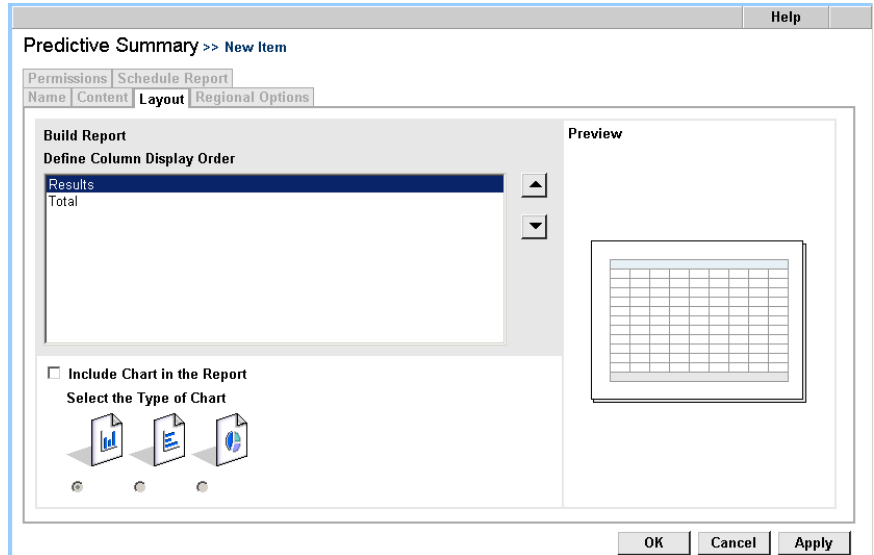 Help
Predictive Summary >> New Item
Permissions Schedule Report
Name Content Layout Regional Options
Build Report
Define Column Display Order
Results
Total
Include Chart in the Report
Select the Type of Chart
Preview
OK Cancel Apply